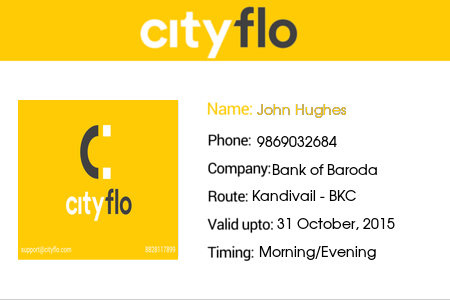 cityflo
Name: John Hughes
Phone: 9869032684
Company: Bank of Baroda
Route: Kandivail - BKC
Valid upto: 31 October, 2015
Timing: Morning/Evening
cityflo
support@cityflo.com 8828117899